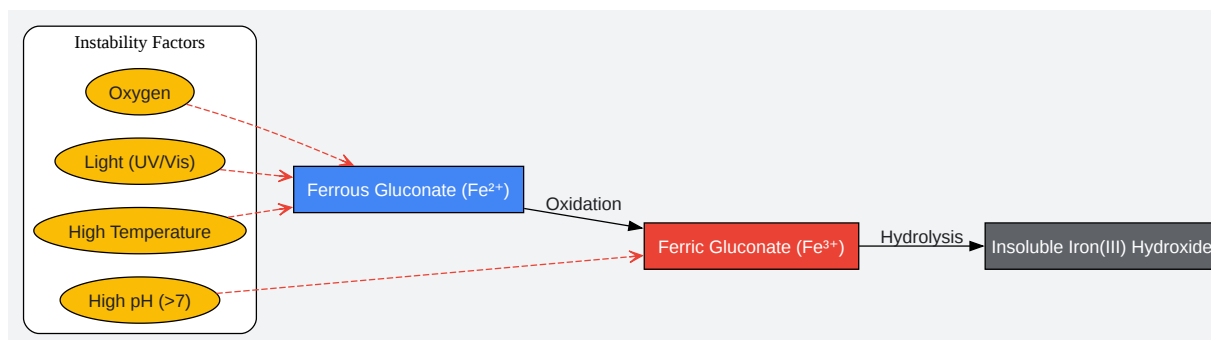 Instability Factors
Oxygen
Light (UV/Vis)
High Temperature
High pH (>7)
Ferrous Gluconate (Fe²⁺)
Oxidation
Ferric Gluconate (Fe³⁺)
Hydrolysis
Insoluble Iron(III) Hydroxide